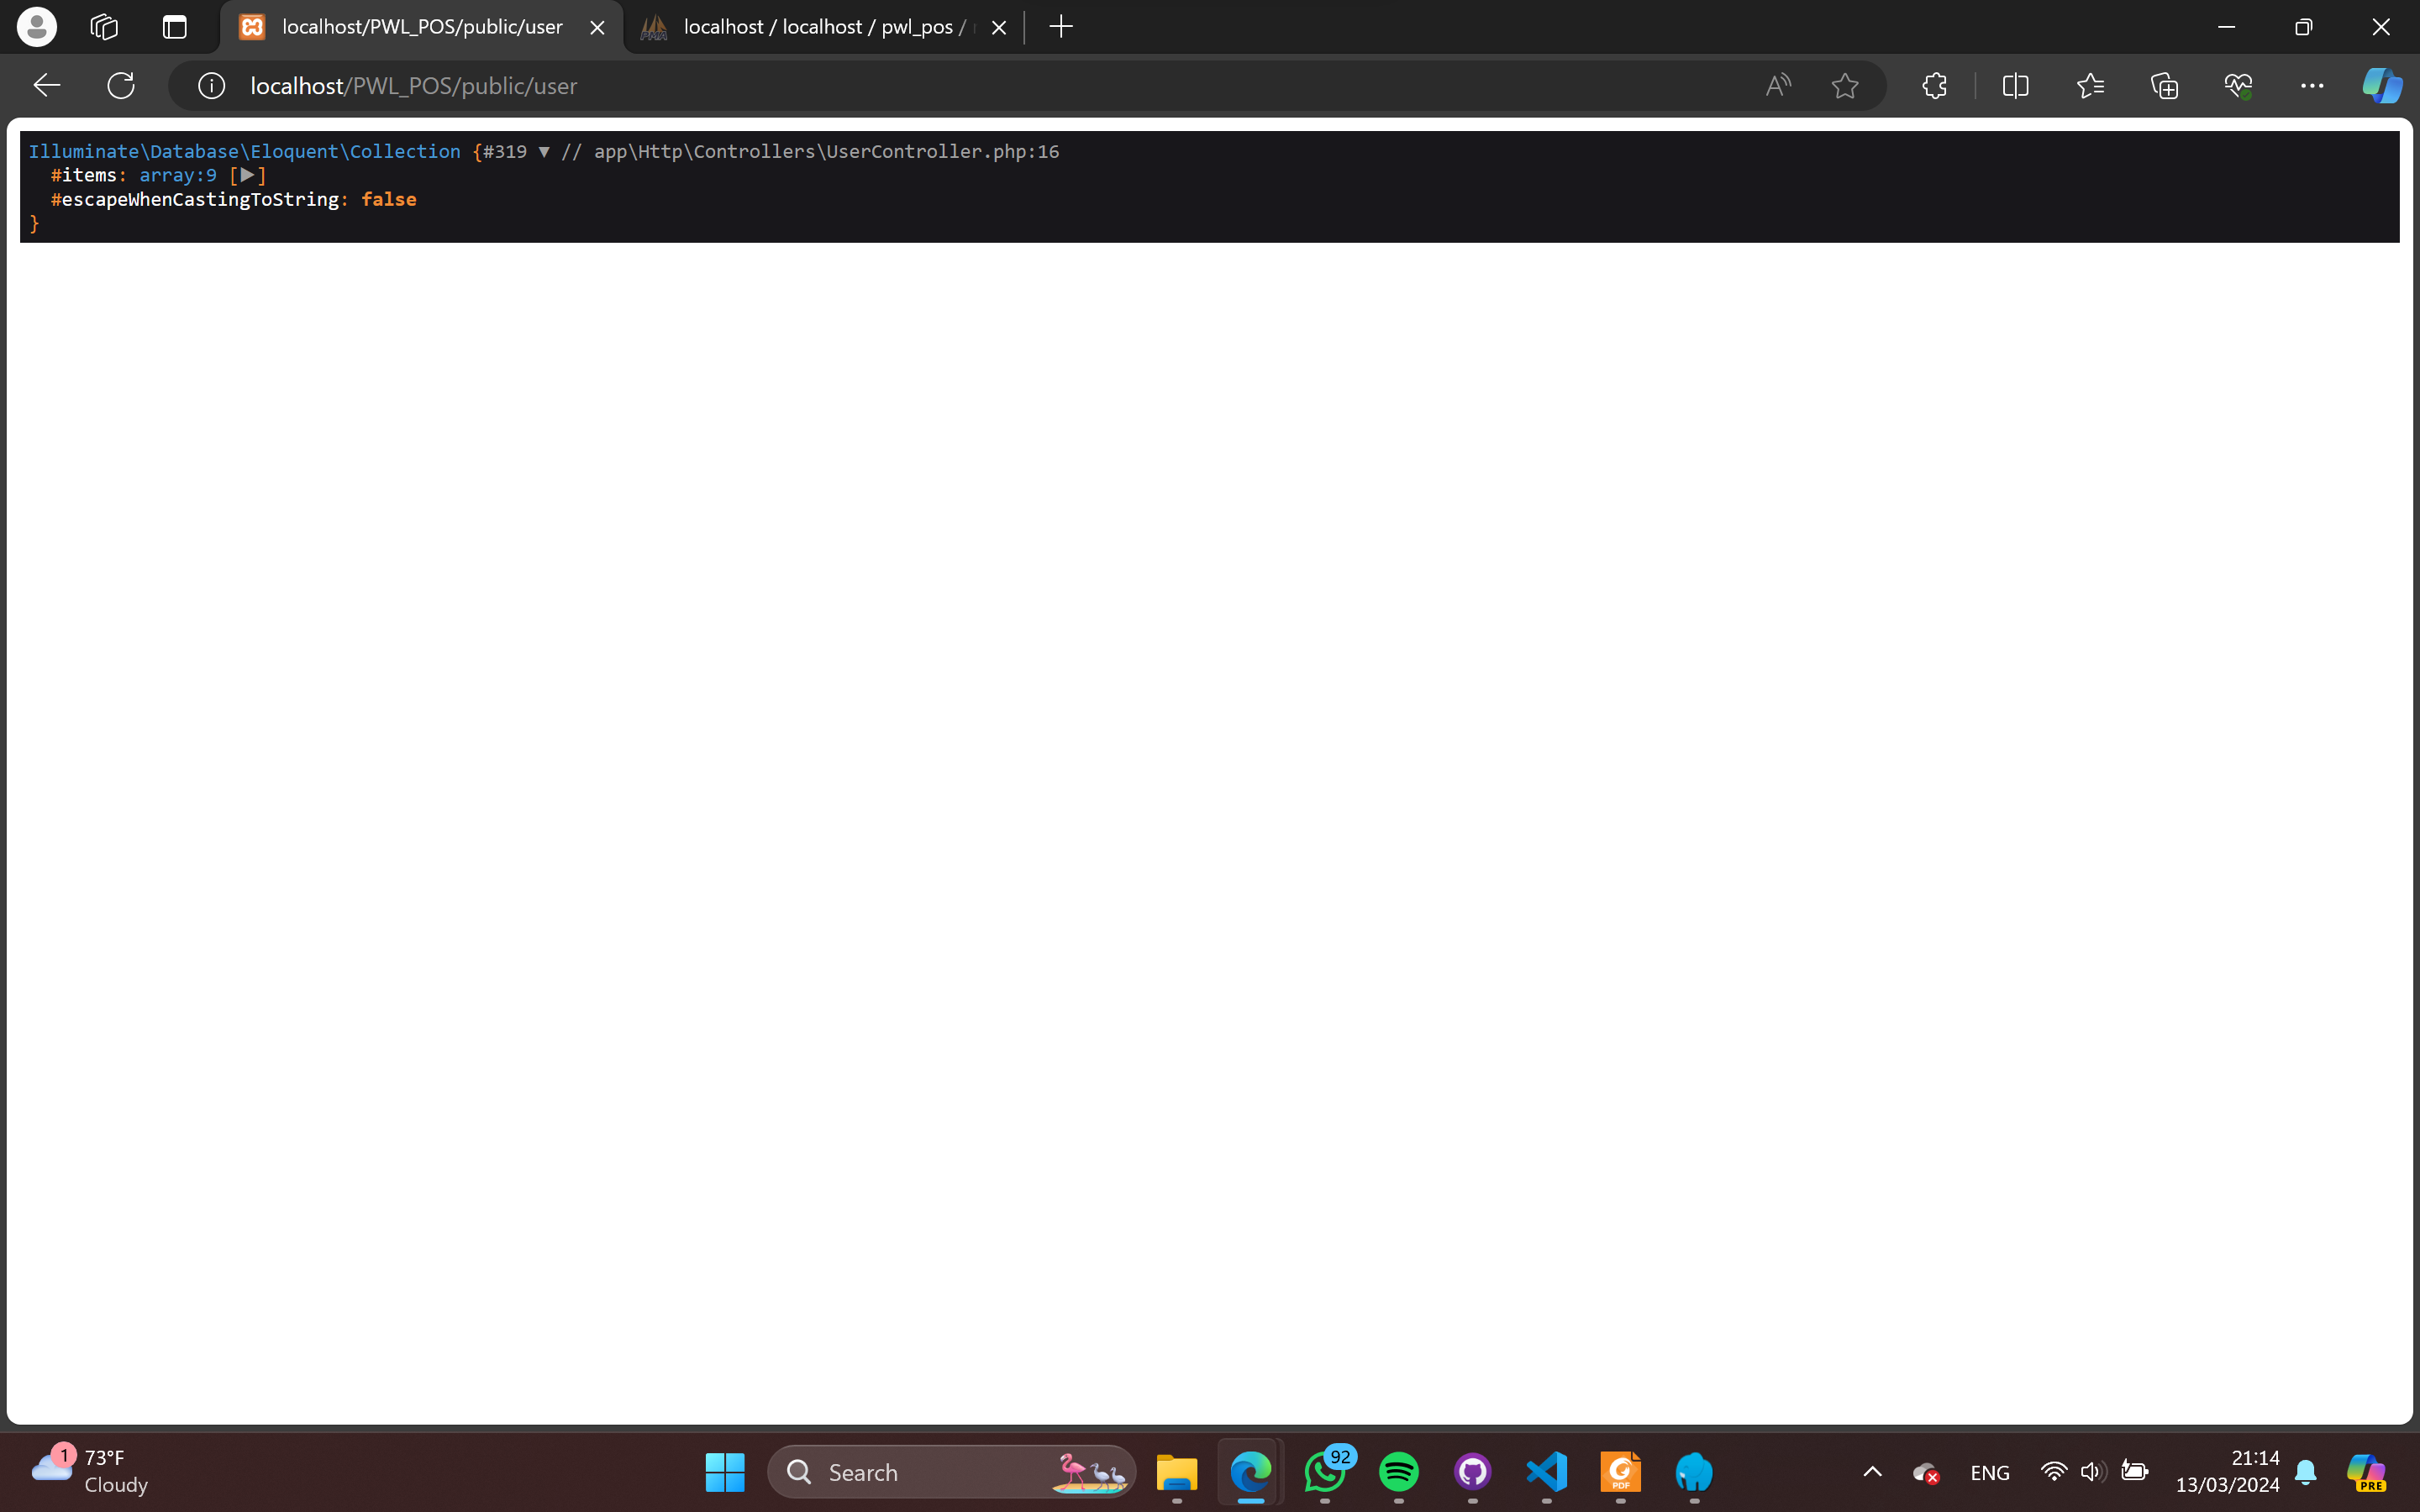 localhost/PWL_POS/public/user
localhost / localhost / pwl_pos /
localhost/PWL_POS/public/user
Illuminate\Database\Eloquent\Collection {#319 ▼ // app\Http\Controllers\UserController.php:16
#items: array:9 [▶]
#escapeWhenCastingToString: false
}
1
73°F
Cloudy
Search
92
PDF
ENG
21:14
13/03/2024
PRE